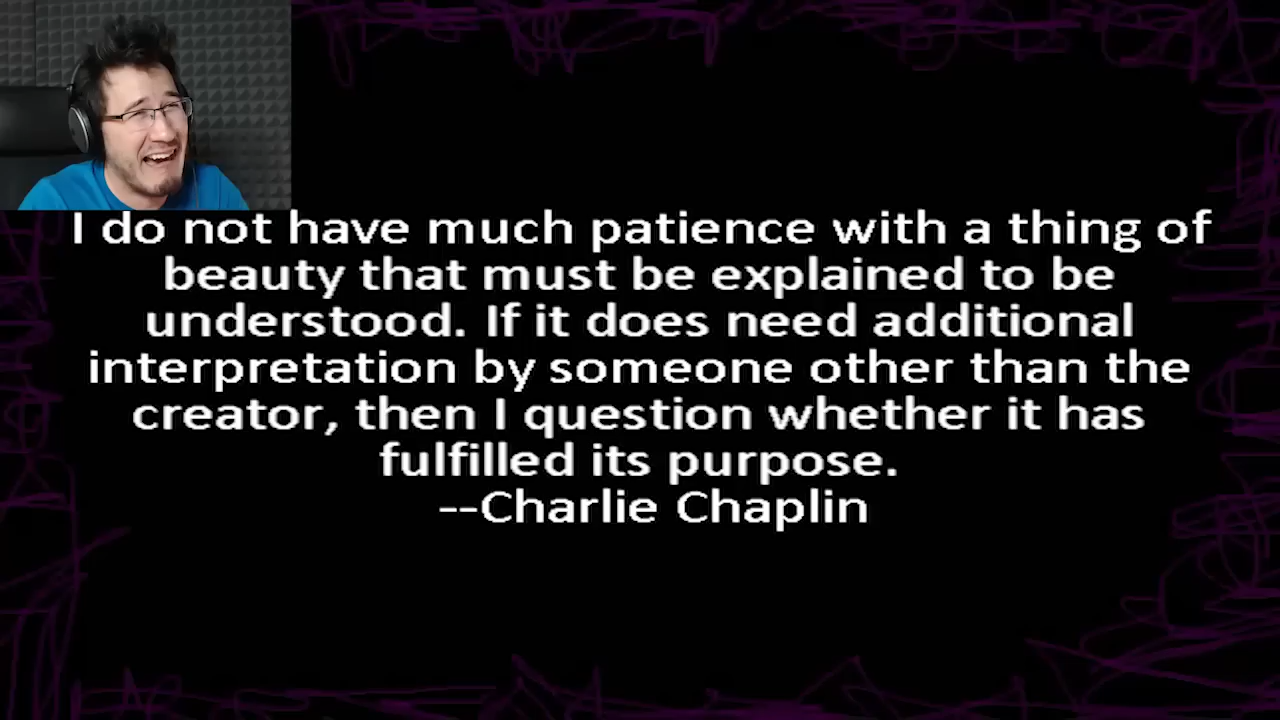 I do not have much patience with a thing of
beauty that must be explained to be
understood. If it does need additional
interpretation by someone other than the
creator, then I question whether it has
fulfilled its purpose.
--Charlie Chaplin